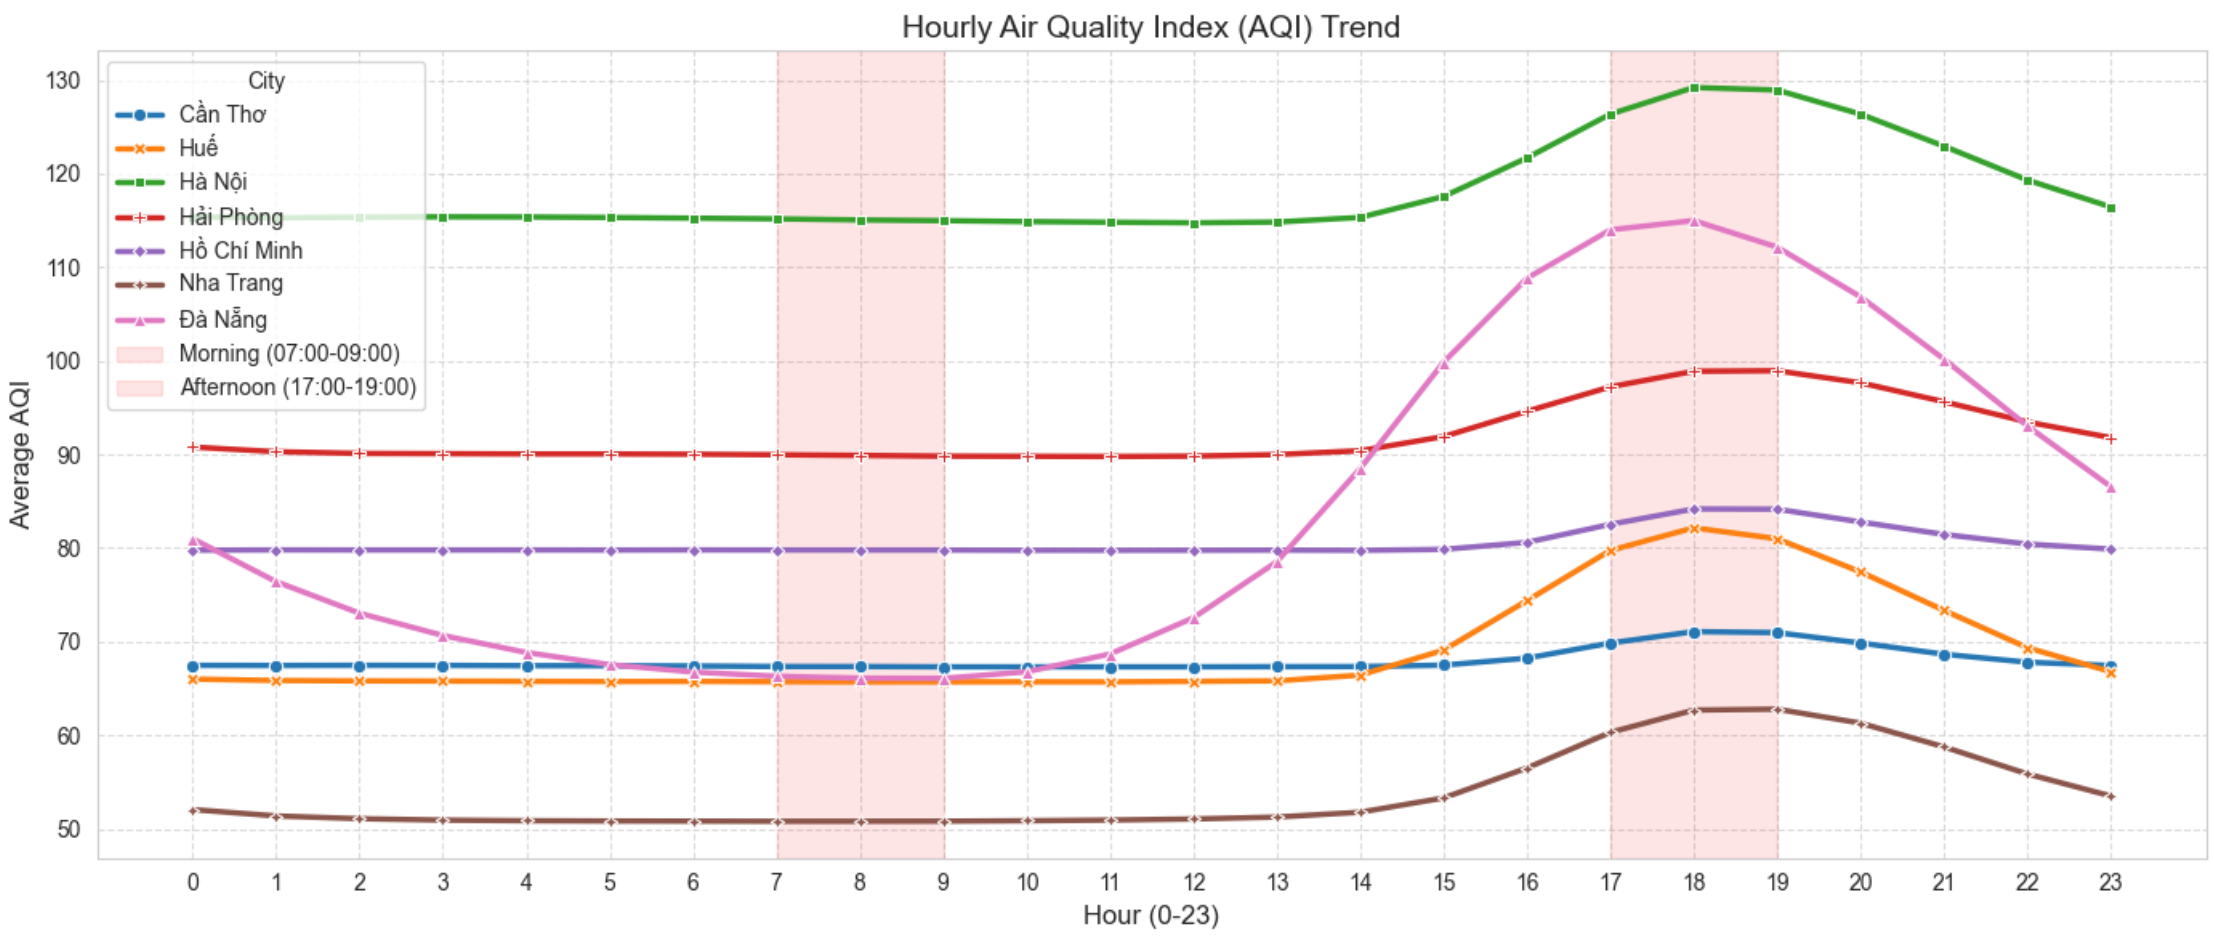 Hourly Air Quality Index (AQI) Trend
Average AQI
130
120
110
100
90
80
70
60
50
City
Cần Thơ
Huế
Hà Nội
Hải Phòng
Hồ Chí Minh
Nha Trang
Đà Nẵng
Morning (07:00-09:00)
Afternoon (17:00-19:00)
0 1 2 3 4 5 6 7 8 9 10 11 12 13 14 15 16 17 18 19 20 21 22 23
Hour (0-23)